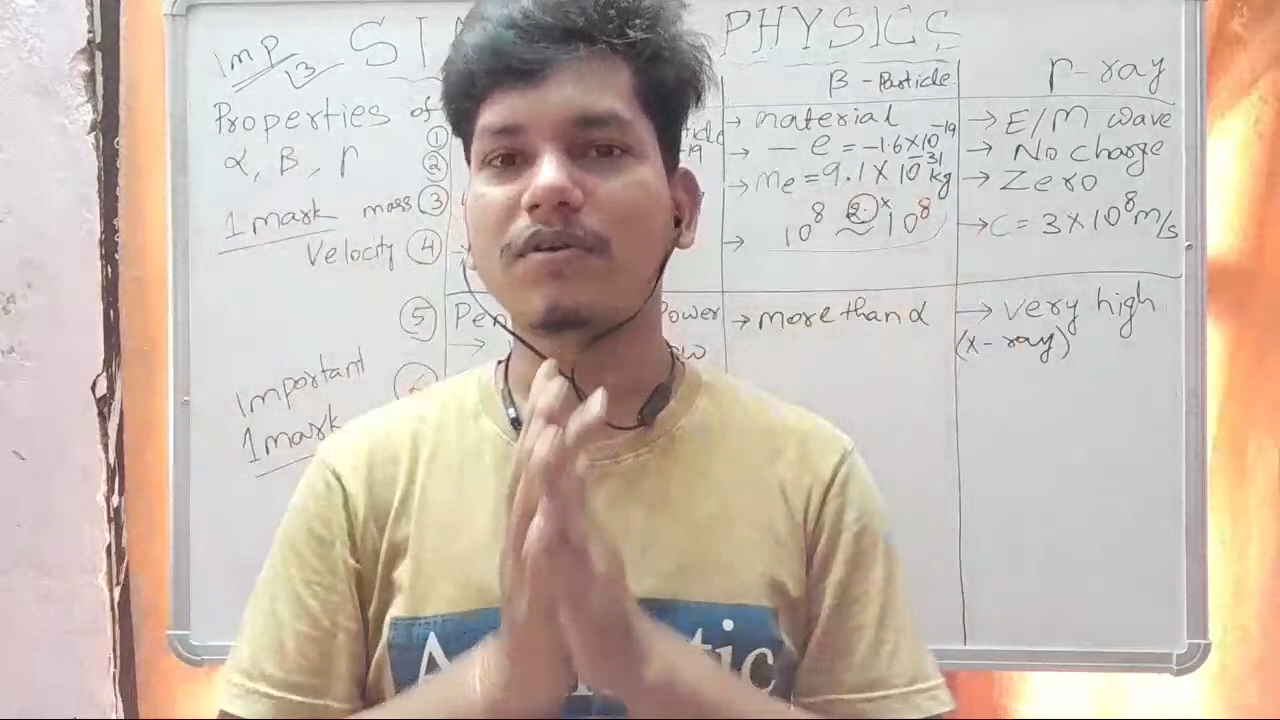 Imp
PHYSICS
β - Particle
r-ray
Properties of
α, β, r
① → material → E/M wave
② → - e = -1.6×10⁻¹⁹ → No charge
1 mark mass ③ → me = 9.1 X 10⁻³¹ kg → Zero
Velocity ④ → 10⁸ 10⁸ → C = 3 × 10⁸ m/s
⑤ Pen Power → more than α → very high
(x-ray)
Important
1 mark